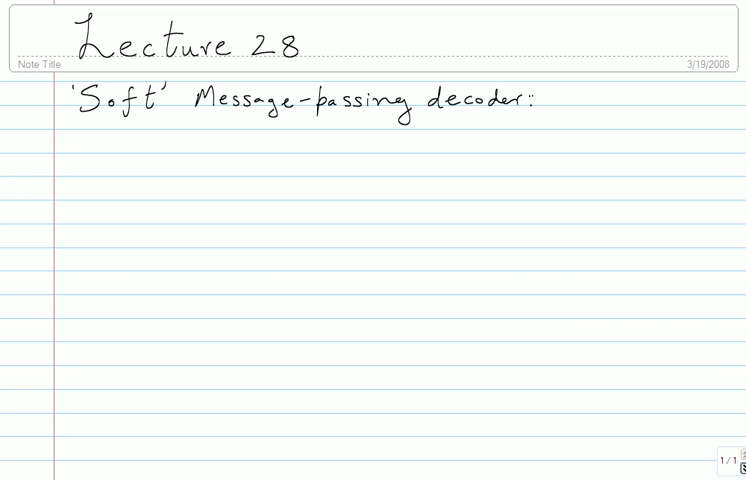 Lecture 28
Note Title
3/19/2008
'Soft' Message-passing decoder:
1/1